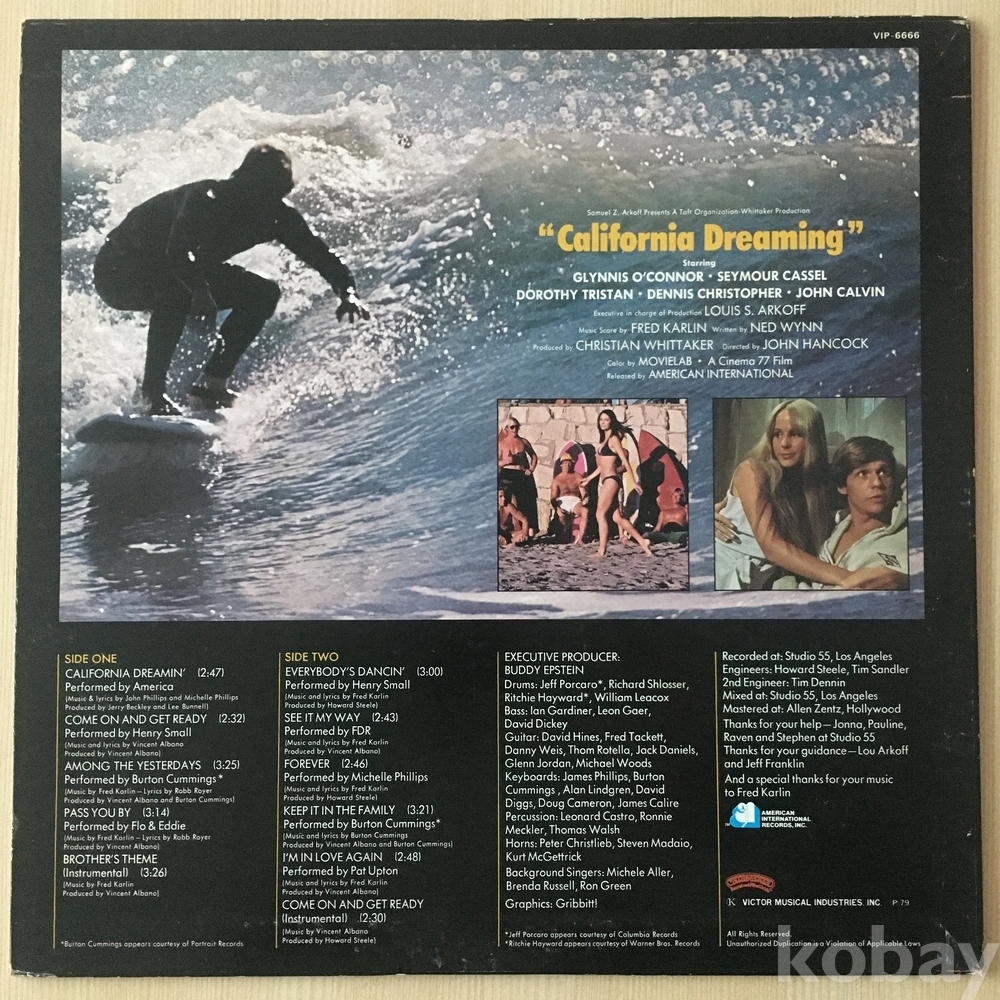 VIP-6666
Samuel Z. Arkoff Presents A Taft Organization-Whittaker Production
“California Dreaming”
Starring
GLYNNIS O'CONNOR • SEYMOUR CASSEL
DOROTHY TRISTAN • DENNIS CHRISTOPHER • JOHN CALVIN
Executive in charge of Production LOUIS S. ARKOFF
Music Score by FRED KARLIN Written by NED WYNN
Produced by CHRISTIAN WHITTAKER Directed by JOHN HANCOCK
Color by MOVIELAB • A Cinema 77 Film
Released by AMERICAN INTERNATIONAL
SIDE ONE
CALIFORNIA DREAMIN' (2:47)
Performed by America
(Music & lyrics by John Phillips and Michelle Phillips
Produced by Jerry Beckley and Lee Bunnell)
COME ON AND GET READY (2:32)
Performed by Henry Small
(Music and lyrics by Vincent Albano
Produced by Vincent Albano)
AMONG THE YESTERDAYS (3:25)
Performed by Burton Cummings*
(Music by Fred Karlin – Lyrics by Robb Royer
Produced by Vincent Albano and Burton Cummings)
PASS YOU BY (3:14)
Performed by Flo & Eddie
(Music by Fred Karlin – Lyrics by Robb Royer
Produced by Vincent Albano)
BROTHER'S THEME
(Instrumental) (3:26)
(Music by Fred Karlin
Produced by Vincent Albano)
*Burton Cummings appears courtesy of Portrait Records
SIDE TWO
EVERYBODY'S DANCIN' (3:00)
Performed by Henry Small
(Music and lyrics by Fred Karlin
Produced by Howard Steele)
SEE IT MY WAY (2:43)
Performed by FDR
(Music and lyrics by Fred Karlin
Produced by Vincent Albano)
FOREVER (2:46)
Performed by Michelle Phillips
(Music and lyrics by Fred Karlin
Produced by Howard Steele)
KEEP IT IN THE FAMILY (3:21)
Performed by Burton Cummings*
(Music and lyrics by Burton Cummings
Produced by Vincent Albano and Burton Cummings)
I'M IN LOVE AGAIN (2:48)
Performed by Pat Upton
(Music and lyrics by Fred Karlin
Produced by Vincent Albano)
COME ON AND GET READY
(Instrumental) (2:30)
(Music by Vincent Albano
Produced by Howard Steele)
EXECUTIVE PRODUCER:
BUDDY EPSTEIN
Drums: Jeff Porcaro*, Richard Shlosser,
Ritchie Hayward*, William Leacox
Bass: Ian Gardiner, Leon Gaer,
David Dickey
Guitar: David Hines, Fred Tackett,
Danny Weis, Thom Rotella, Jack Daniels,
Glenn Jordan, Michael Woods
Keyboards: James Phillips, Burton
Cummings, Alan Lindgren, David
Diggs, Doug Cameron, James Calire
Percussion: Leonard Castro, Ronnie
Meckler, Thomas Walsh
Horns: Peter Christlieb, Steven Madaio,
Kurt McGettrick
Background Singers: Michele Aller,
Brenda Russell, Ron Green
Graphics: Gribbitt!
*Jeff Porcaro appears courtesy of Columbia Records
*Ritchie Hayward appears courtesy of Warner Bros. Records
Recorded at: Studio 55, Los Angeles
Engineers: Howard Steele, Tim Sandler
2nd Engineer: Tim Dennin
Mixed at: Studio 55, Los Angeles
Mastered at: Allen Zentz, Hollywood
Thanks for your help—Jonna, Pauline,
Raven and Stephen at Studio 55
Thanks for your guidance—Lou Arkoff
and Jeff Franklin
And a special thanks for your music
to Fred Karlin
AMERICAN
INTERNATIONAL
RECORDS, INC.
K VICTOR MUSICAL INDUSTRIES. INC. P-79
All Rights Reserved.
Unauthorized Duplication is a Violation of Applicable Laws
kobay